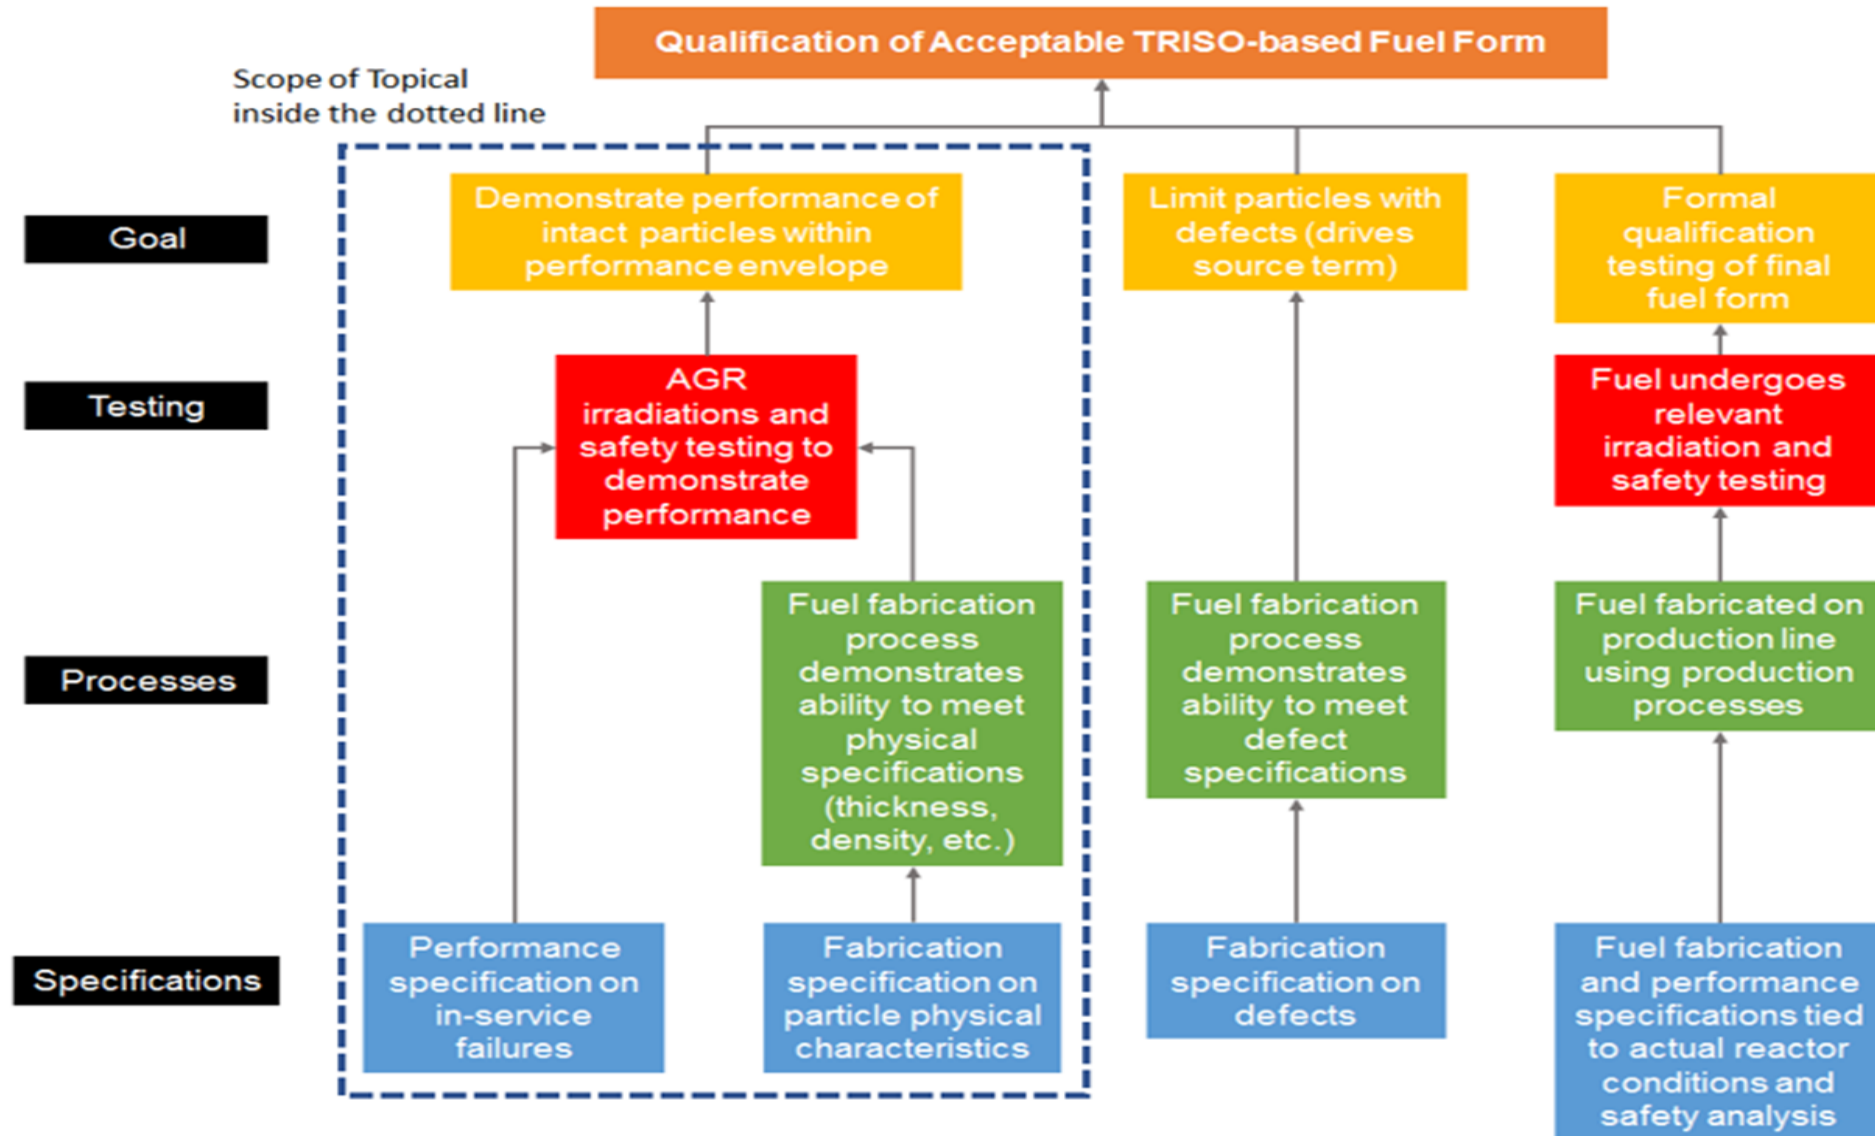 Qualification of Acceptable TRISO-based Fuel Form
Scope of Topical
inside the dotted line
Goal
Demonstrate performance of
intact particles within
performance envelope
Limit particles with
defects (drives
source term)
Formal
qualification
testing of final
fuel form
Testing
AGR
irradiations and
safety testing to
demonstrate
performance
Fuel undergoes
relevant
irradiation and
safety testing
Processes
Fuel fabrication
process
demonstrates
ability to meet
physical
specifications
(thickness,
density, etc.)
Fuel fabrication
process
demonstrates
ability to meet
defect
specifications
Fuel fabricated on
production line
using production
processes
Specifications
Performance
specification on
in-service
failures
Fabrication
specification on
particle physical
characteristics
Fabrication
specification on
defects
Fuel fabrication
and performance
specifications tied
to actual reactor
conditions and
safety analysis